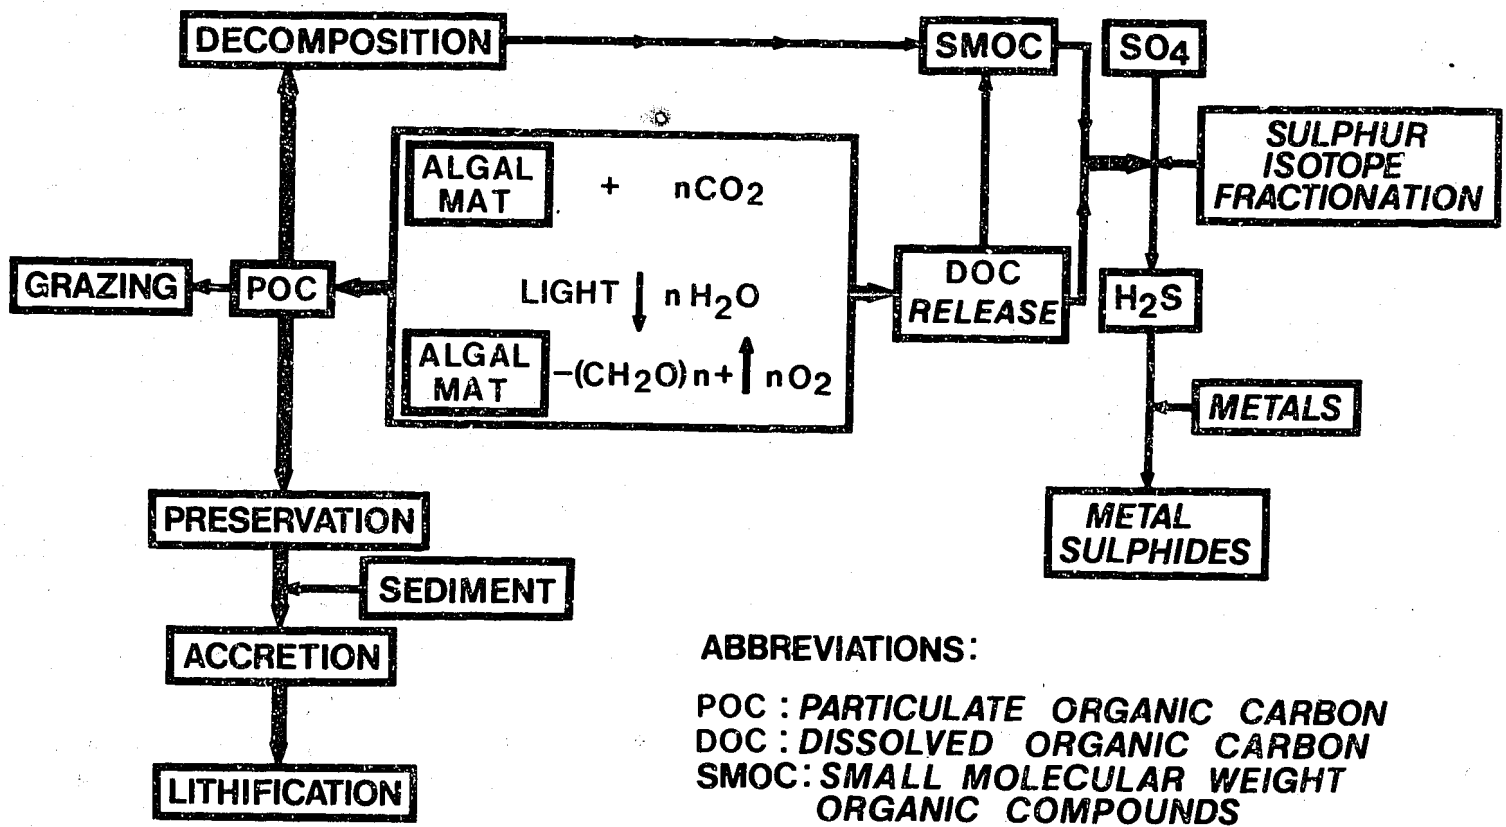 DECOMPOSITION
SMOC
SO4
SULPHUR
ISOTOPE
FRACTIONATION
ALGAL
MAT
+ nCO2
GRAZING
POC
LIGHT nH2O
DOC
RELEASE
H2S
ALGAL
MAT
-(CH2O)n+ nO2
METALS
PRESERVATION
METAL
SULPHIDES
SEDIMENT
ACCRETION
LITHIFICATION
ABBREVIATIONS:
POC : PARTICULATE ORGANIC CARBON
DOC : DISSOLVED ORGANIC CARBON
SMOC: SMALL MOLECULAR WEIGHT
ORGANIC COMPOUNDS